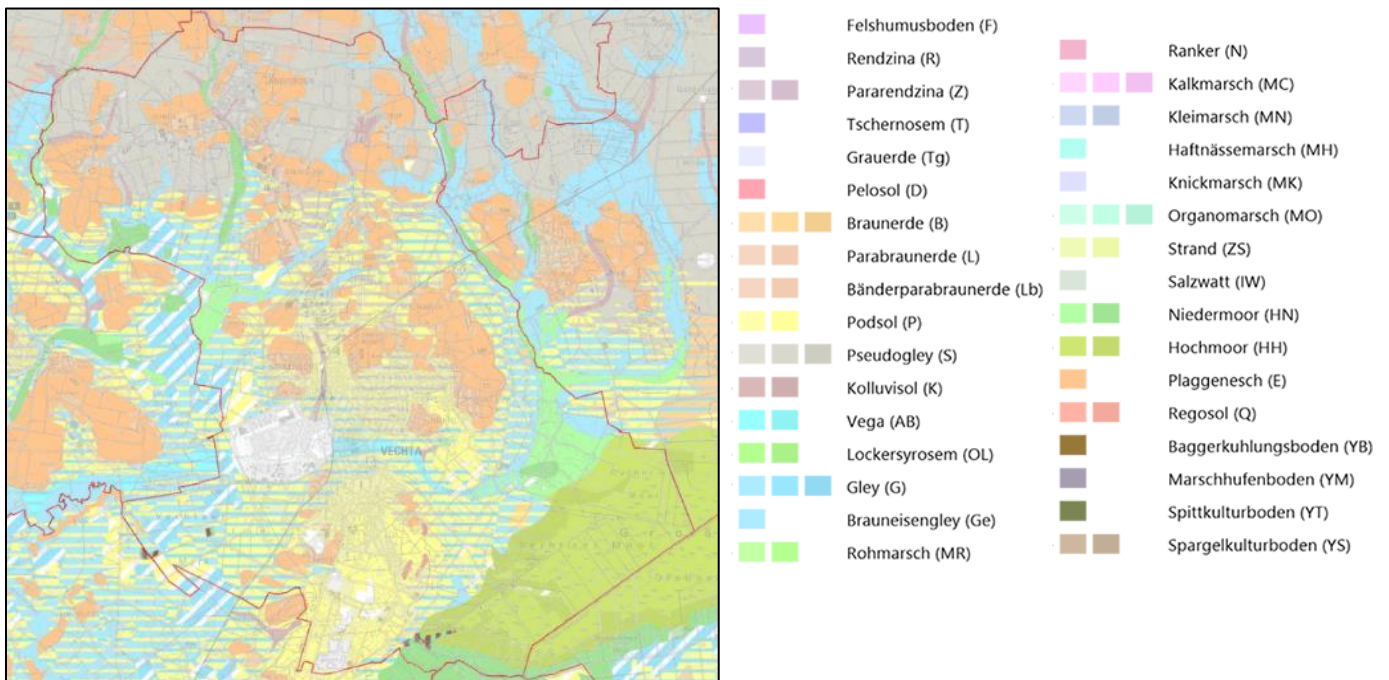 VECHTA
Felshumusboden (F)
Rendzina (R)
Pararendzina (Z)
Tschernosem (T)
Grauerde (Tg)
Pelosol (D)
Braunerde (B)
Parabraunerde (L)
Bänderparabraunerde (Lb)
Podsol (P)
Pseudogley (S)
Kolluvisol (K)
Vega (AB)
Lockersyrosem (OL)
Gley (G)
Brauneisengley (Ge)
Rohmarsch (MR)
Ranker (N)
Kalkmarsch (MC)
Kleimarsch (MN)
Haftnässemarsch (MH)
Knickmarsch (MK)
Organomarsch (MO)
Strand (ZS)
Salzwatt (IW)
Niedermoor (HN)
Hochmoor (HH)
Plaggenesch (E)
Regosol (Q)
Baggerkuhlungsboden (YB)
Marschhufenboden (YM)
Spittkulturboden (YT)
Spargelkulturboden (YS)